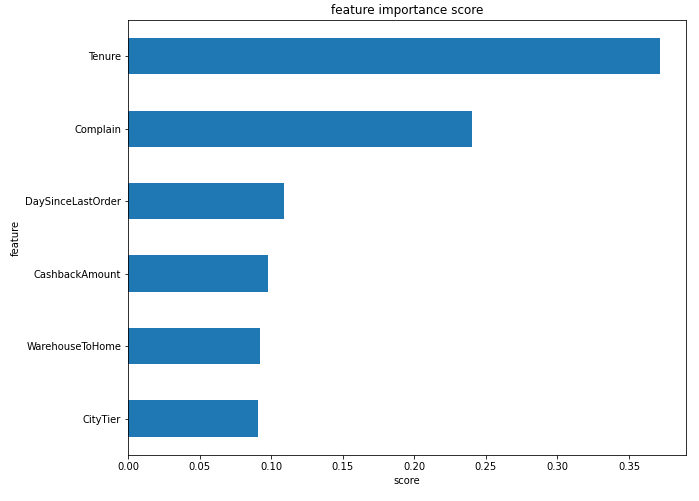 feature importance score
Tenure
Complain
DaySinceLastOrder
CashbackAmount
WarehouseToHome
CityTier
feature
0.00 0.05 0.10 0.15 0.20 0.25 0.30 0.35
score